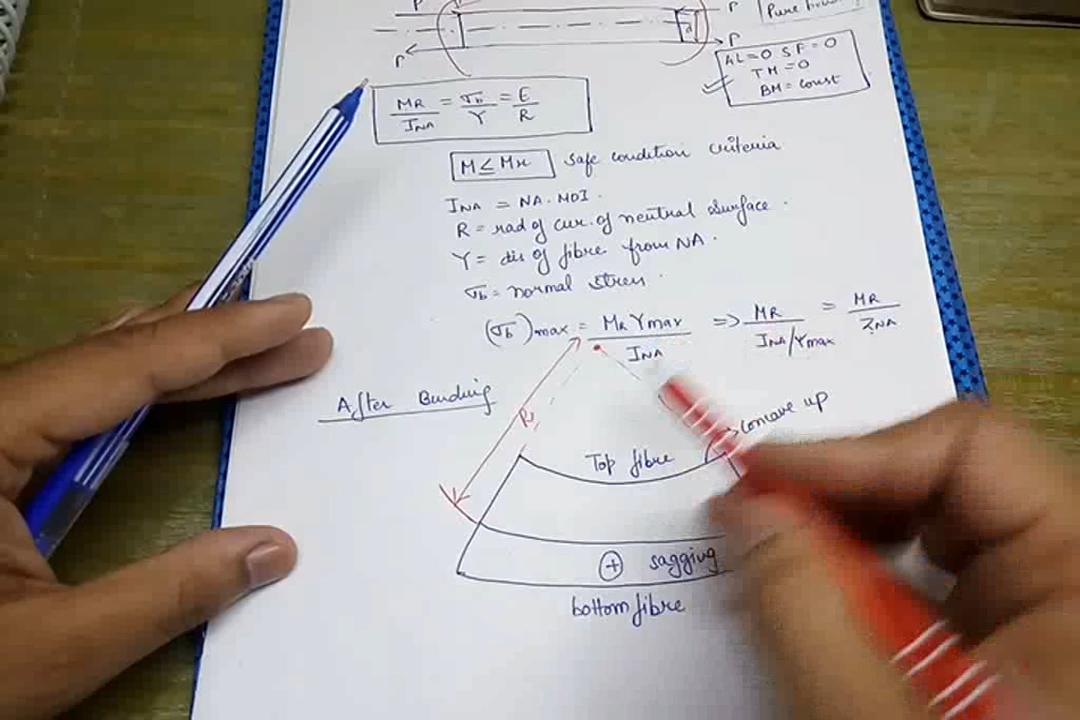 P P
P P
d
AL=0 SF=0
TM=0
BM=const
MR/INA = σb/Y = E/R
M≤Mr safe condition criteria
INA = NA.MOI.
R = rad of cur. of neutral surface.
Y = dis of fibre from NA.
σb = normal stress
(σb)max = MR Ymax/INA => MR/INA/Ymax = MR/ZNA
After Bending
R
concave up
Top fibre
+ sagging
bottom fibre